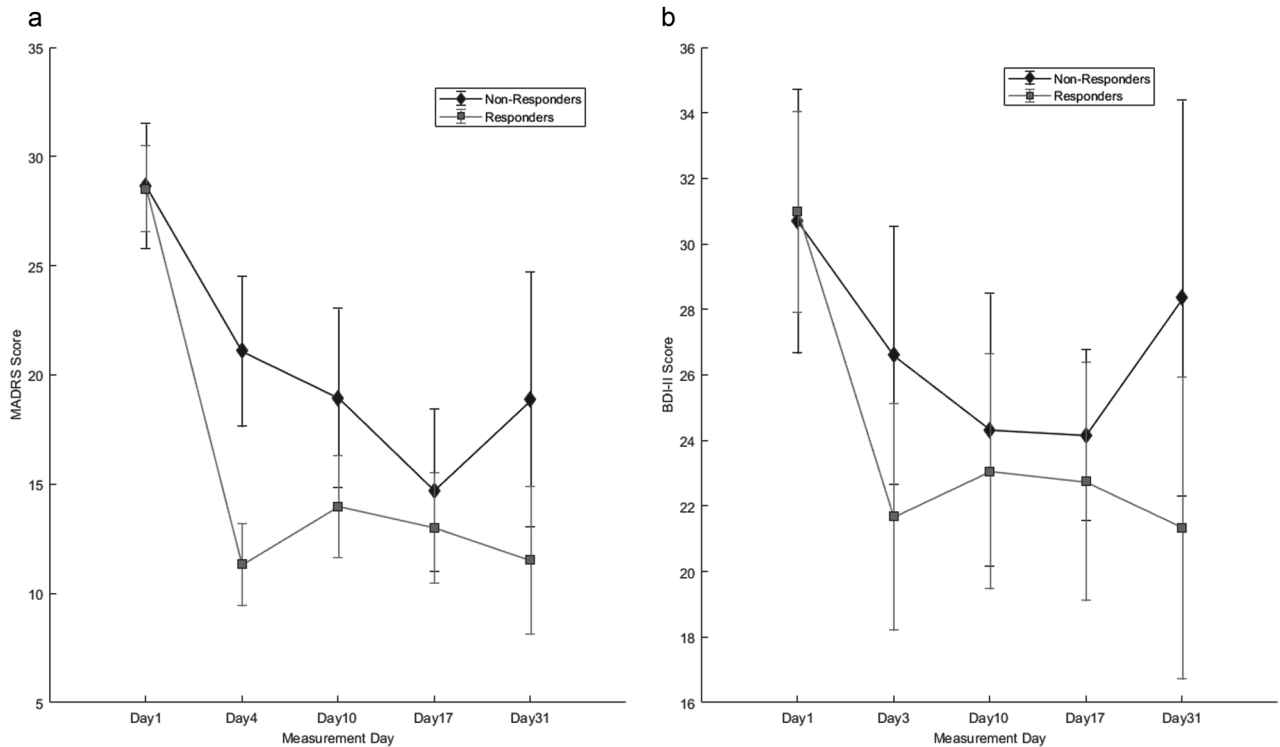 a
35
30
25
20
15
10
5
MADRS Score
Non-Responders
Responders
Day1 Day4 Day10 Day17 Day31
Measurement Day
b
36
34
32
30
28
26
24
22
20
18
16
BDI-II Score
Non-Responders
Responders
Day1 Day3 Day10 Day17 Day31
Measurement Day